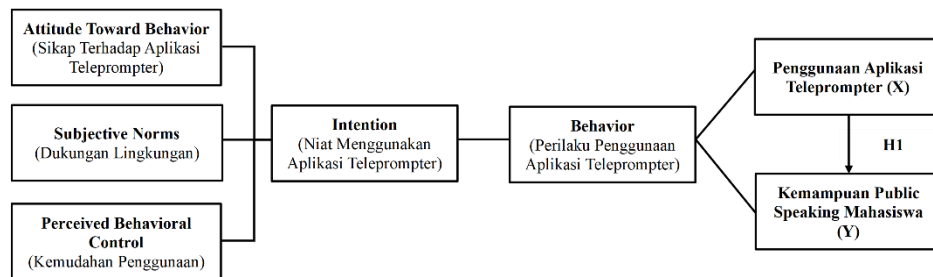 Attitude Toward Behavior
(Sikap Terhadap Aplikasi
Teleprompter)
Subjective Norms
(Dukungan Lingkungan)
Perceived Behavioral
Control
(Kemudahan Penggunaan)
Intention
(Niat Menggunakan
Aplikasi Teleprompter)
Behavior
(Perilaku Penggunaan
Aplikasi Teleprompter)
Penggunaan Aplikasi
Teleprompter (X)
H1
Kemampuan Public
Speaking Mahasiswa
(Y)